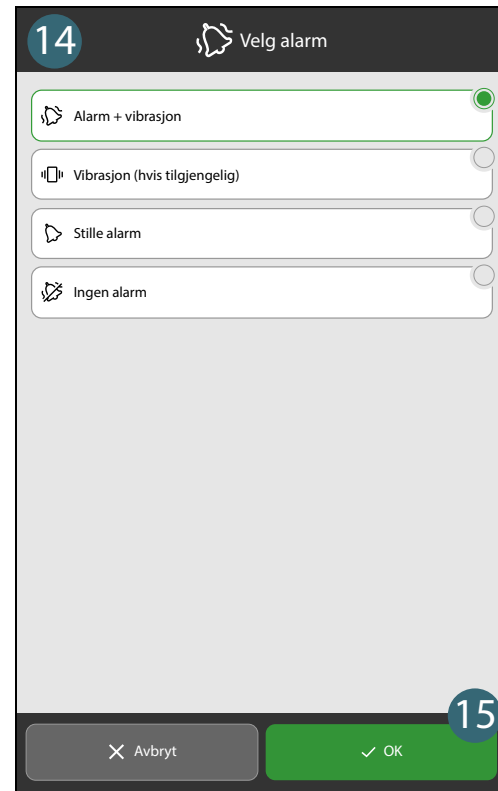 14 Velg alarm
Alarm + vibrasjon
Vibrasjon (hvis tilgjengelig)
Stille alarm
Ingen alarm
15
Avbryt OK